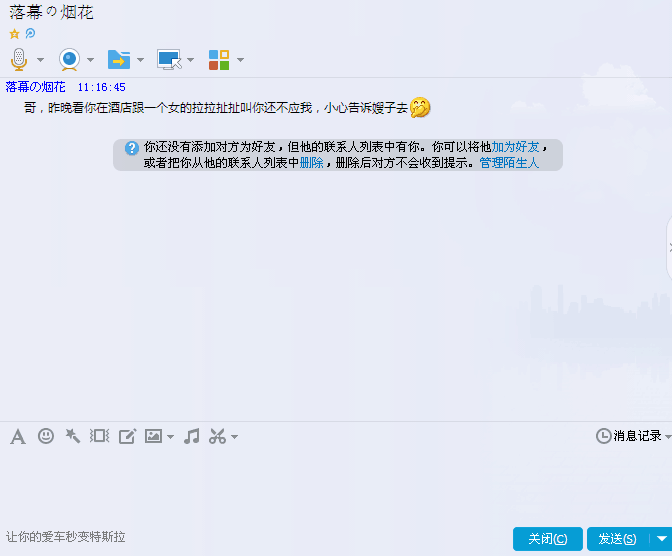 落幕の烟花
落幕の烟花 11:16:45
哥，昨晚看你在酒店跟一个女的拉拉扯扯叫你还不应我，小心告诉嫂子去
你还没有添加对方为好友，但他的联系人列表中有你。你可以将他加为好友，
或者把你从他的联系人列表中删除，删除后对方不会收到提示。管理陌生人
消息记录
让你的爱车秒变特斯拉
关闭(C) 发送(S)